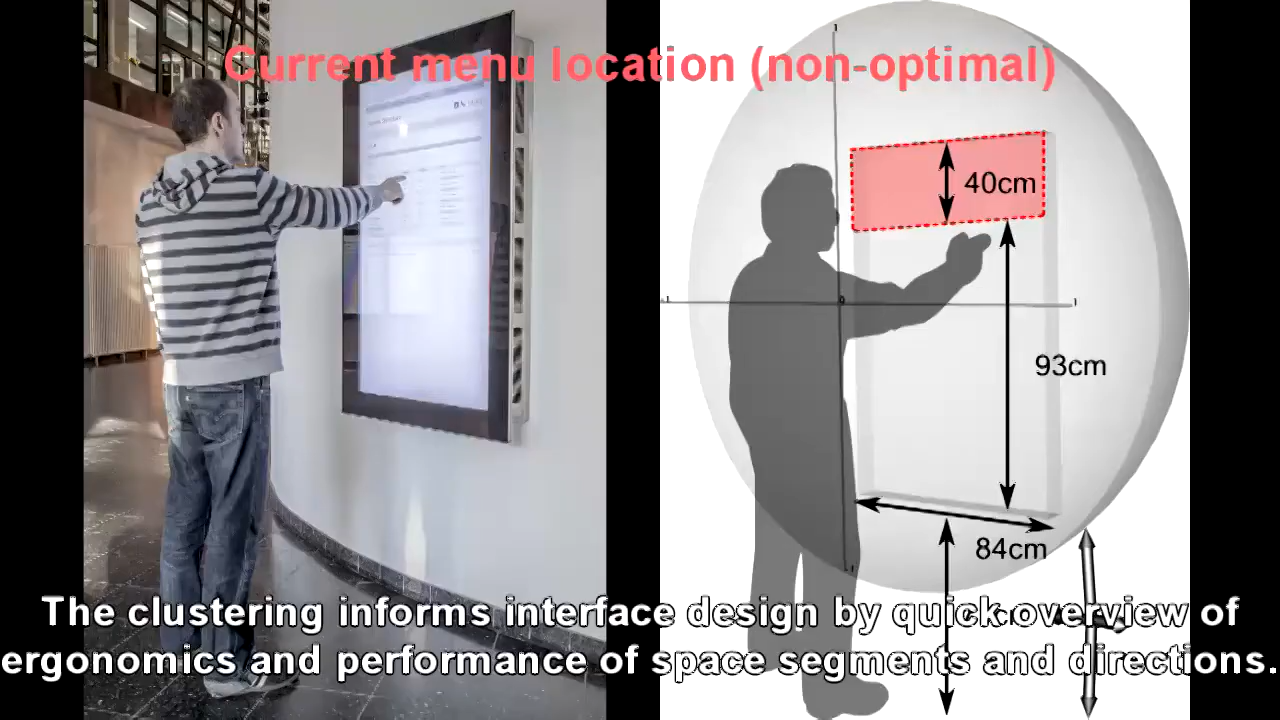 Current menu location (non-optimal)
40cm
93cm
84cm
The clustering informs interface design by quick overview of
ergonomics and performance of space segments and directions.